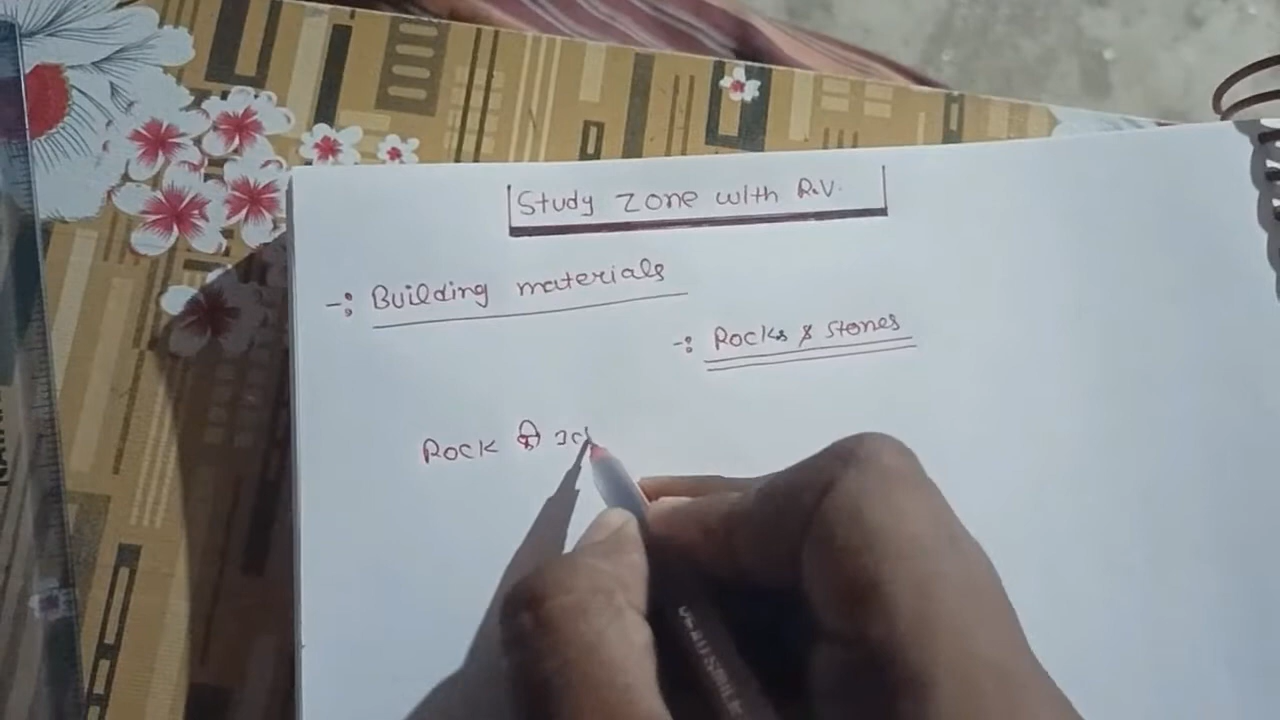 Study Zone with R.V.
-: Building materials
-: Rocks & Stones
Rock की